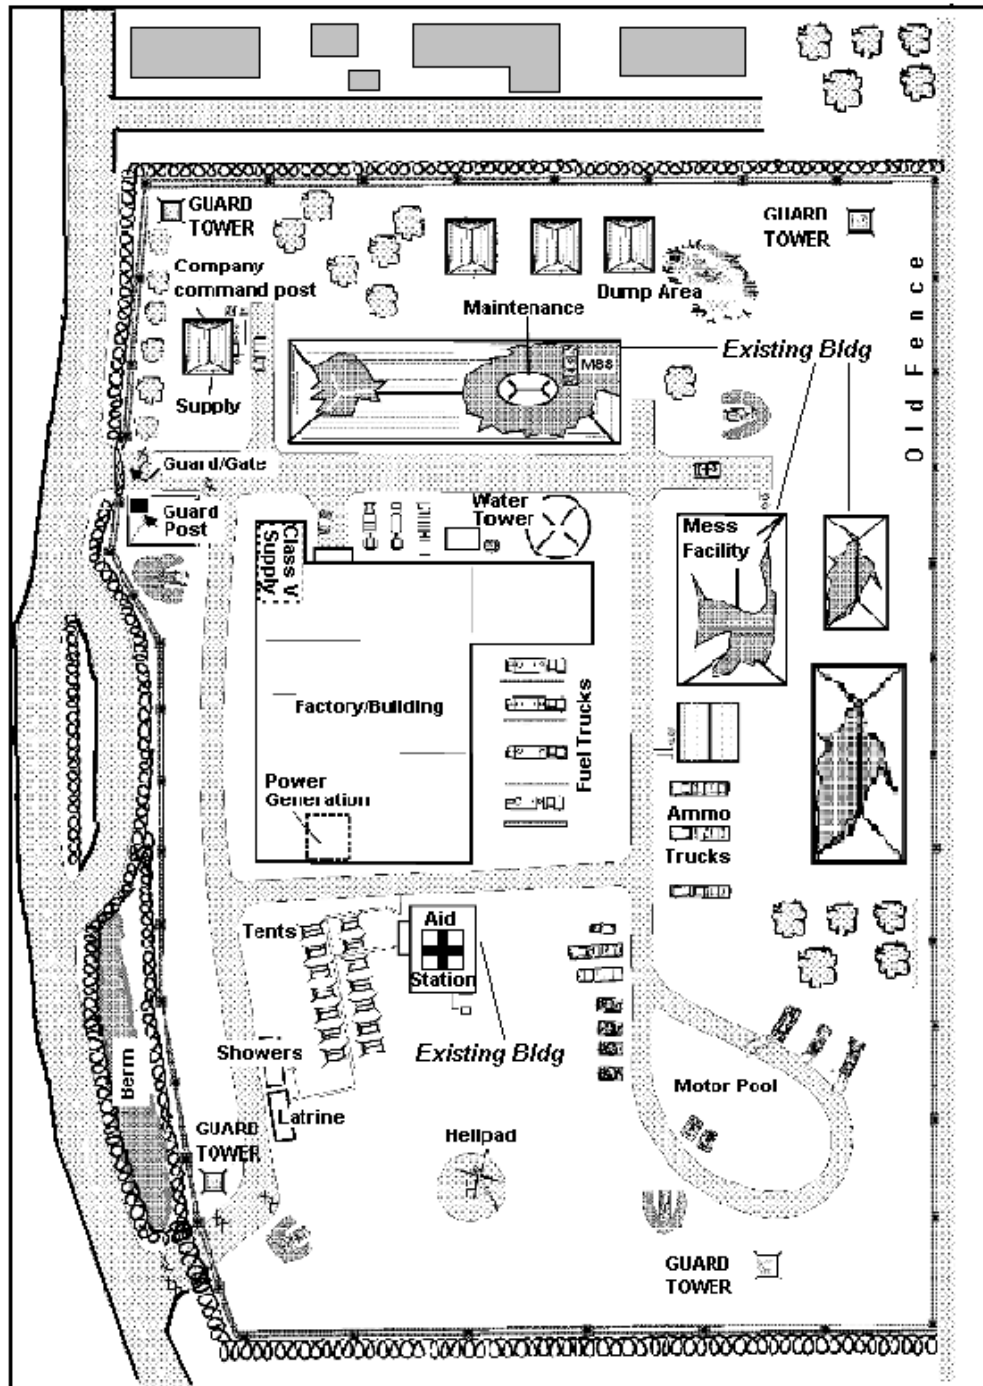 GUARD
TOWER
GUARD
TOWER
Company
command post
Dump Area
Maintenance
Existing Bldg
M88
Old Fence
Supply
Guard/Gate
Guard
Post
Class V
Supply
Water
Tower
Mess
Facility
Factory/Building
Fuel Trucks
Power
Generation
Ammo
Trucks
Tents
Aid
Station
Existing Bldg
Showers
Berm
Latrine
Motor Pool
GUARD
TOWER
Helipad
GUARD
TOWER